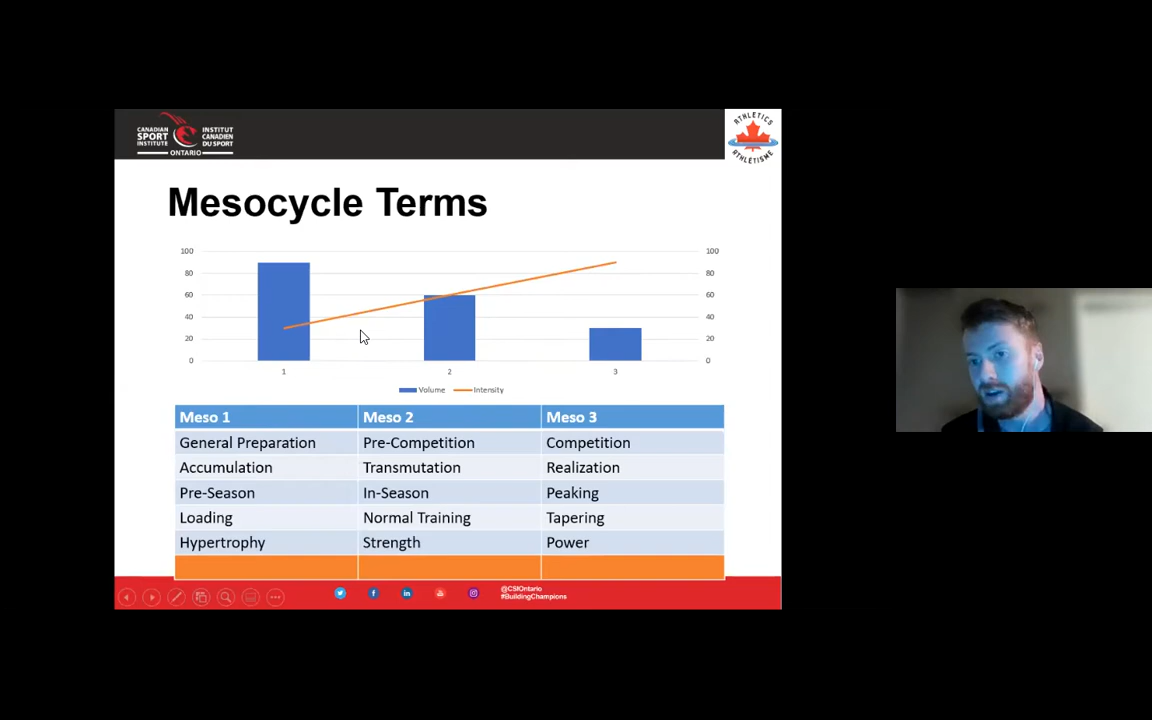 CANADIAN INSTITUT
SPORT CANADIEN
INSTITUTE DU SPORT
ONTARIO
ATHLETICS
ATHLÉTISME
Mesocycle Terms
100 100
80 80
60 60
40 40
20 20
0 0
1 2 3
Volume Intensity
Meso 1 Meso 2 Meso 3
General Preparation Pre-Competition Competition
Accumulation Transmutation Realization
Pre-Season In-Season Peaking
Loading Normal Training Tapering
Hypertrophy Strength Power
@CSIOntario
#BuildingChampions